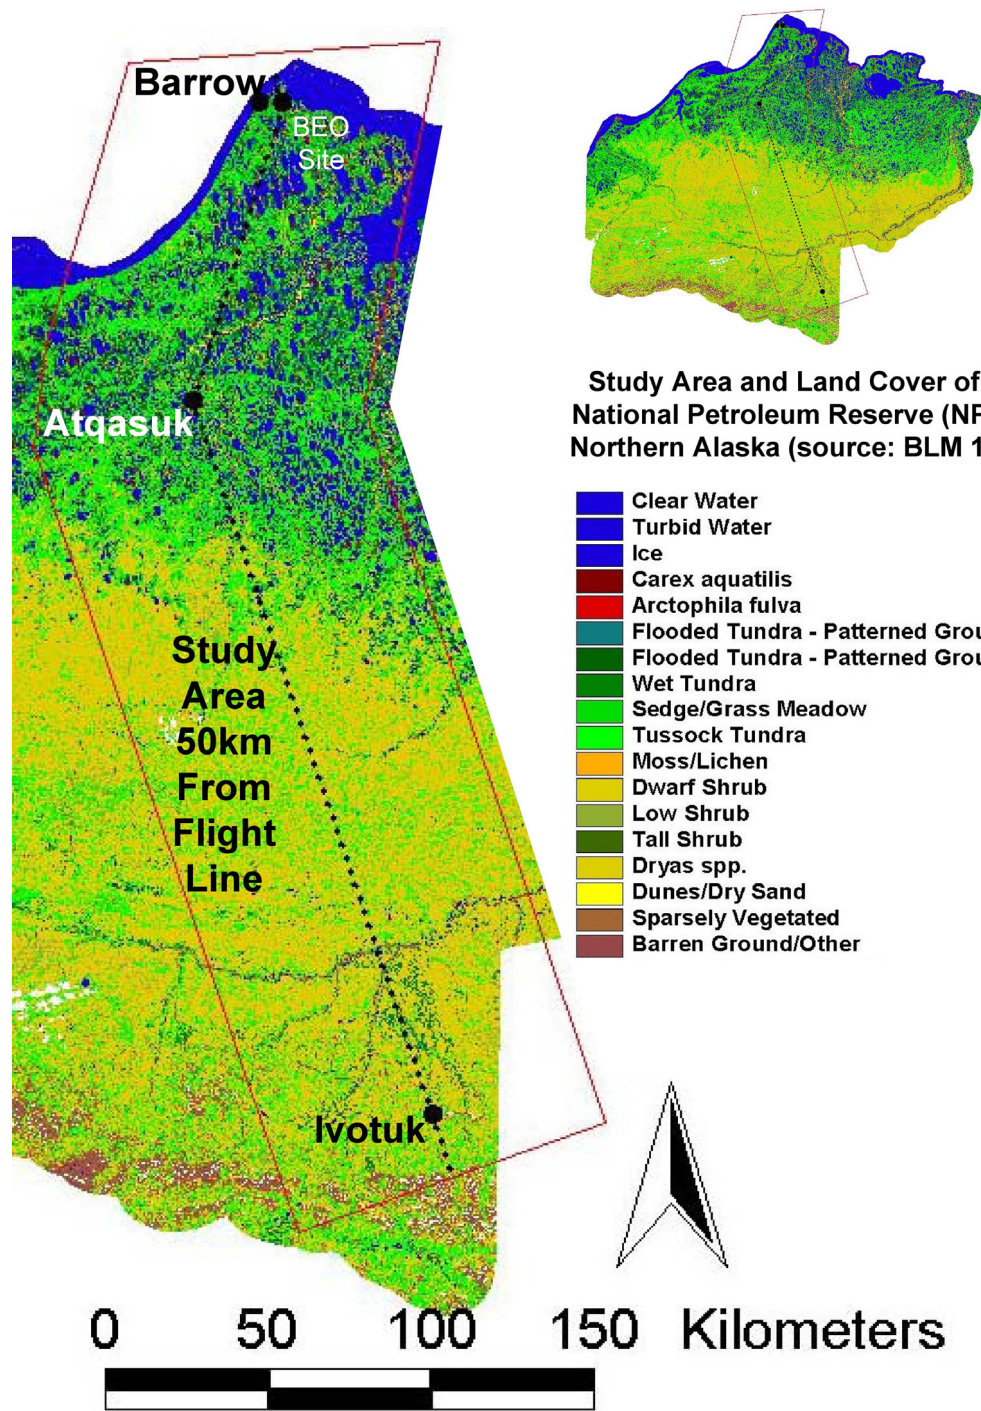 Barrow
BEO
Site
Atqasuk
Study
Area
50km
From
Flight
Line
Ivotuk
Study Area and Land Cover of
National Petroleum Reserve (NP
Northern Alaska (source: BLM 1
Clear Water
Turbid Water
Ice
Carex aquatilis
Arctophila fulva
Flooded Tundra - Patterned Grou
Flooded Tundra - Patterned Grou
Wet Tundra
Sedge/Grass Meadow
Tussock Tundra
Moss/Lichen
Dwarf Shrub
Low Shrub
Tall Shrub
Dryas spp.
Dunes/Dry Sand
Sparsely Vegetated
Barren Ground/Other
0 50 100 150 Kilometers